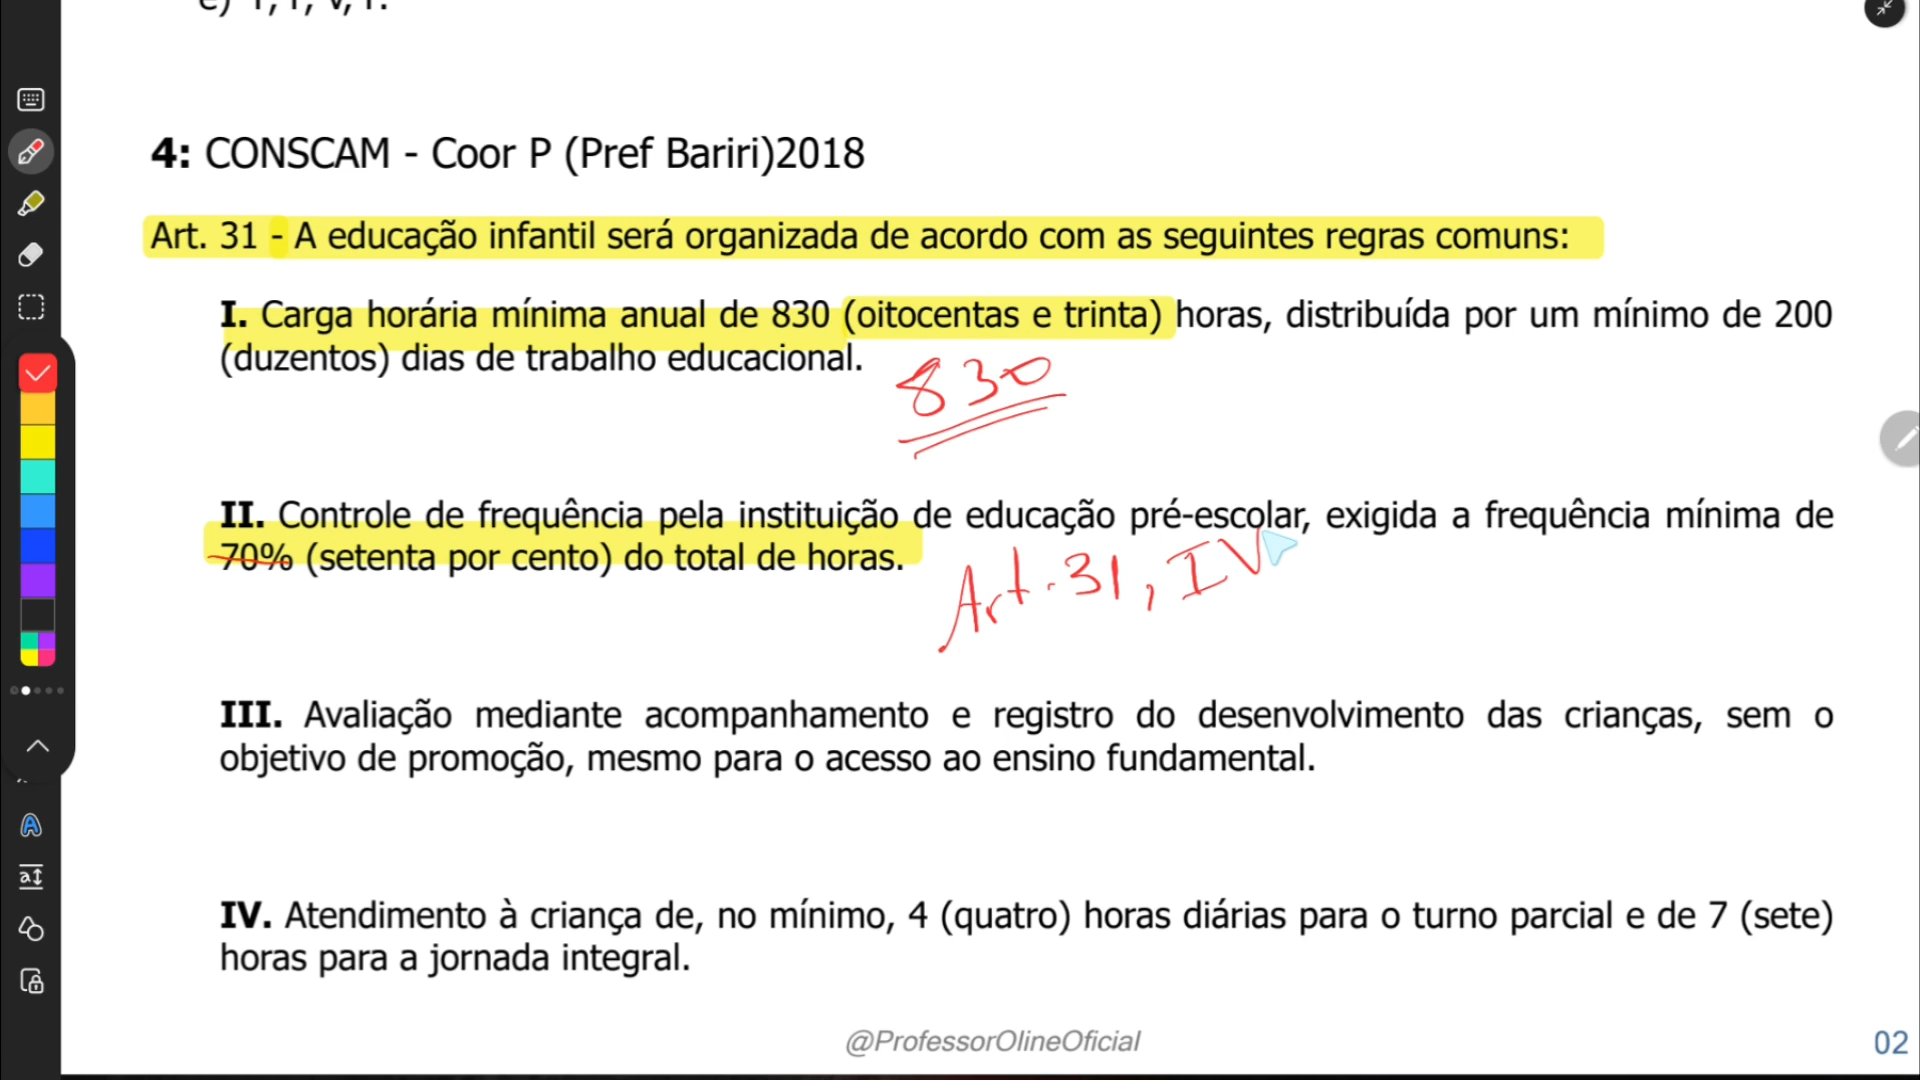 4: CONSCAM - Coor P (Pref Bariri)2018
Art. 31 - A educação infantil será organizada de acordo com as seguintes regras comuns:
I. Carga horária mínima anual de 830 (oitocentas e trinta) horas, distribuída por um mínimo de 200
(duzentos) dias de trabalho educacional.
830
II. Controle de frequência pela instituição de educação pré-escolar, exigida a frequência mínima de
70% (setenta por cento) do total de horas.
Art. 31, IV
III. Avaliação mediante acompanhamento e registro do desenvolvimento das crianças, sem o
objetivo de promoção, mesmo para o acesso ao ensino fundamental.
IV. Atendimento à criança de, no mínimo, 4 (quatro) horas diárias para o turno parcial e de 7 (sete)
horas para a jornada integral.
@ProfessorOlineOficial
02